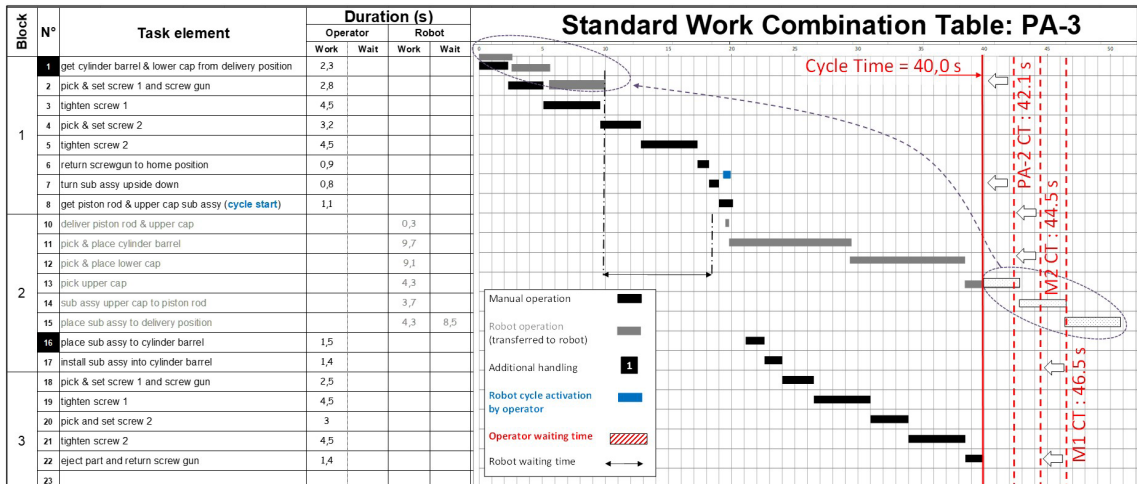 Block N° Task element Duration (s) Standard Work Combination Table: PA-3
Operator Robot
Work Wait Work Wait 0 5 10 15 20 25 30 35 40 45 50
1
1 get cylinder barrel & lower cap from delivery position 2,3
2 pick & set screw 1 and screw gun 2,8
3 tighten screw 1 4,5
4 pick & set screw 2 3,2
5 tighten screw 2 4,5
6 return screwgun to home position 0,9
7 turn sub assy upside down 0,8
8 get piston rod & upper cap sub assy (cycle start) 1,1
2
10 deliver piston rod & upper cap 0,3
11 pick & place cylinder barrel 9,7
12 pick & place lower cap 9,1
13 pick upper cap 4,3
14 sub assy upper cap to piston rod 3,7
15 place sub assy to delivery position 4,3 8,5
16 place sub assy to cylinder barrel 1,5
17 install sub assy into cylinder barrel 1,4
3
18 pick & set screw 1 and screw gun 2,5
19 tighten screw 1 4,5
20 pick and set screw 2 3
21 tighten screw 2 4,5
22 eject part and return screw gun 1,4
23
Cycle Time = 40,0 s
PA-2 CT : 42.1 s
M2 CT : 44.5 s
M1 CT : 46.5 s
Manual operation
Robot operation
(transferred to robot)
Additional handling 1
Robot cycle activation
by operator
Operator waiting time
Robot waiting time